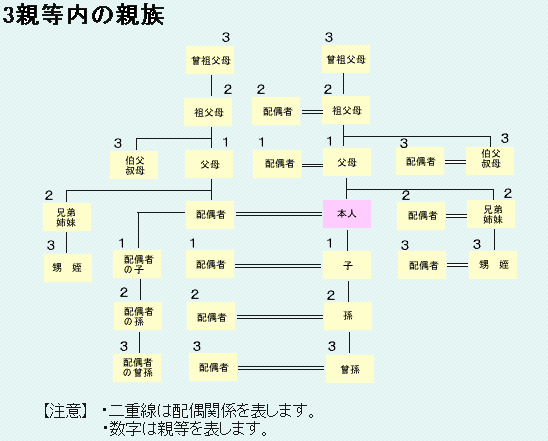 3親等内の親族
3 3
曽祖父母 曽祖父母
2 2 2
祖父母 配偶者 祖父母
3 1 1 1 3 3
伯父 叔母 父母 配偶者 父母 配偶者 伯父 叔母
2 2 2
兄弟 姉妹 配偶者 本人 配偶者 兄弟 姉妹
3 1 1 1 3 3
甥 姪 配偶者 の子 配偶者 子 配偶者 甥 姪
2 2 2
配偶者 の孫 配偶者 孫
3 3 3
配偶者 の曽孫 配偶者 曽孫
【注意】 ・二重線は配偶関係を表します。
・数字は親等を表します。